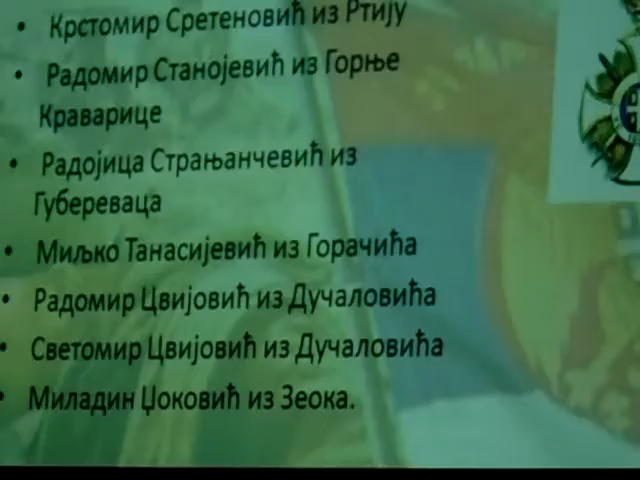 • Крстомир Сретеновић из Ртију
• Радомир Станојевић из Горње
Краварице
• Радојица Страњанчевић из
Губереваца
• Миљко Танасијевић из Горачића
• Радомир Цвијовић из Дучаловића
• Светомир Цвијовић из Дучаловића
• Миладин Џоковић из Зеока.